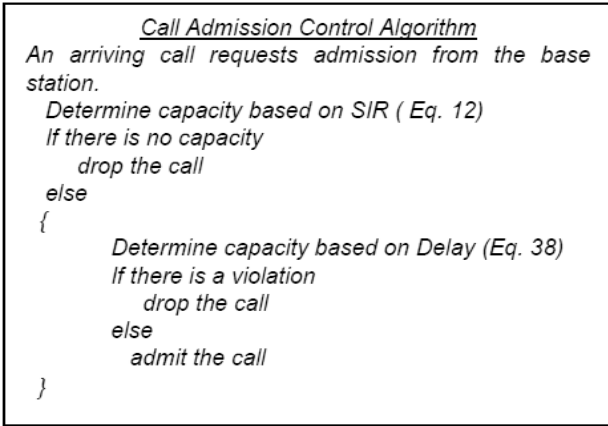 Call Admission Control Algorithm
An arriving call requests admission from the base
station.
Determine capacity based on SIR ( Eq. 12)
If there is no capacity
drop the call
else
{
Determine capacity based on Delay (Eq. 38)
If there is a violation
drop the call
else
admit the call
}